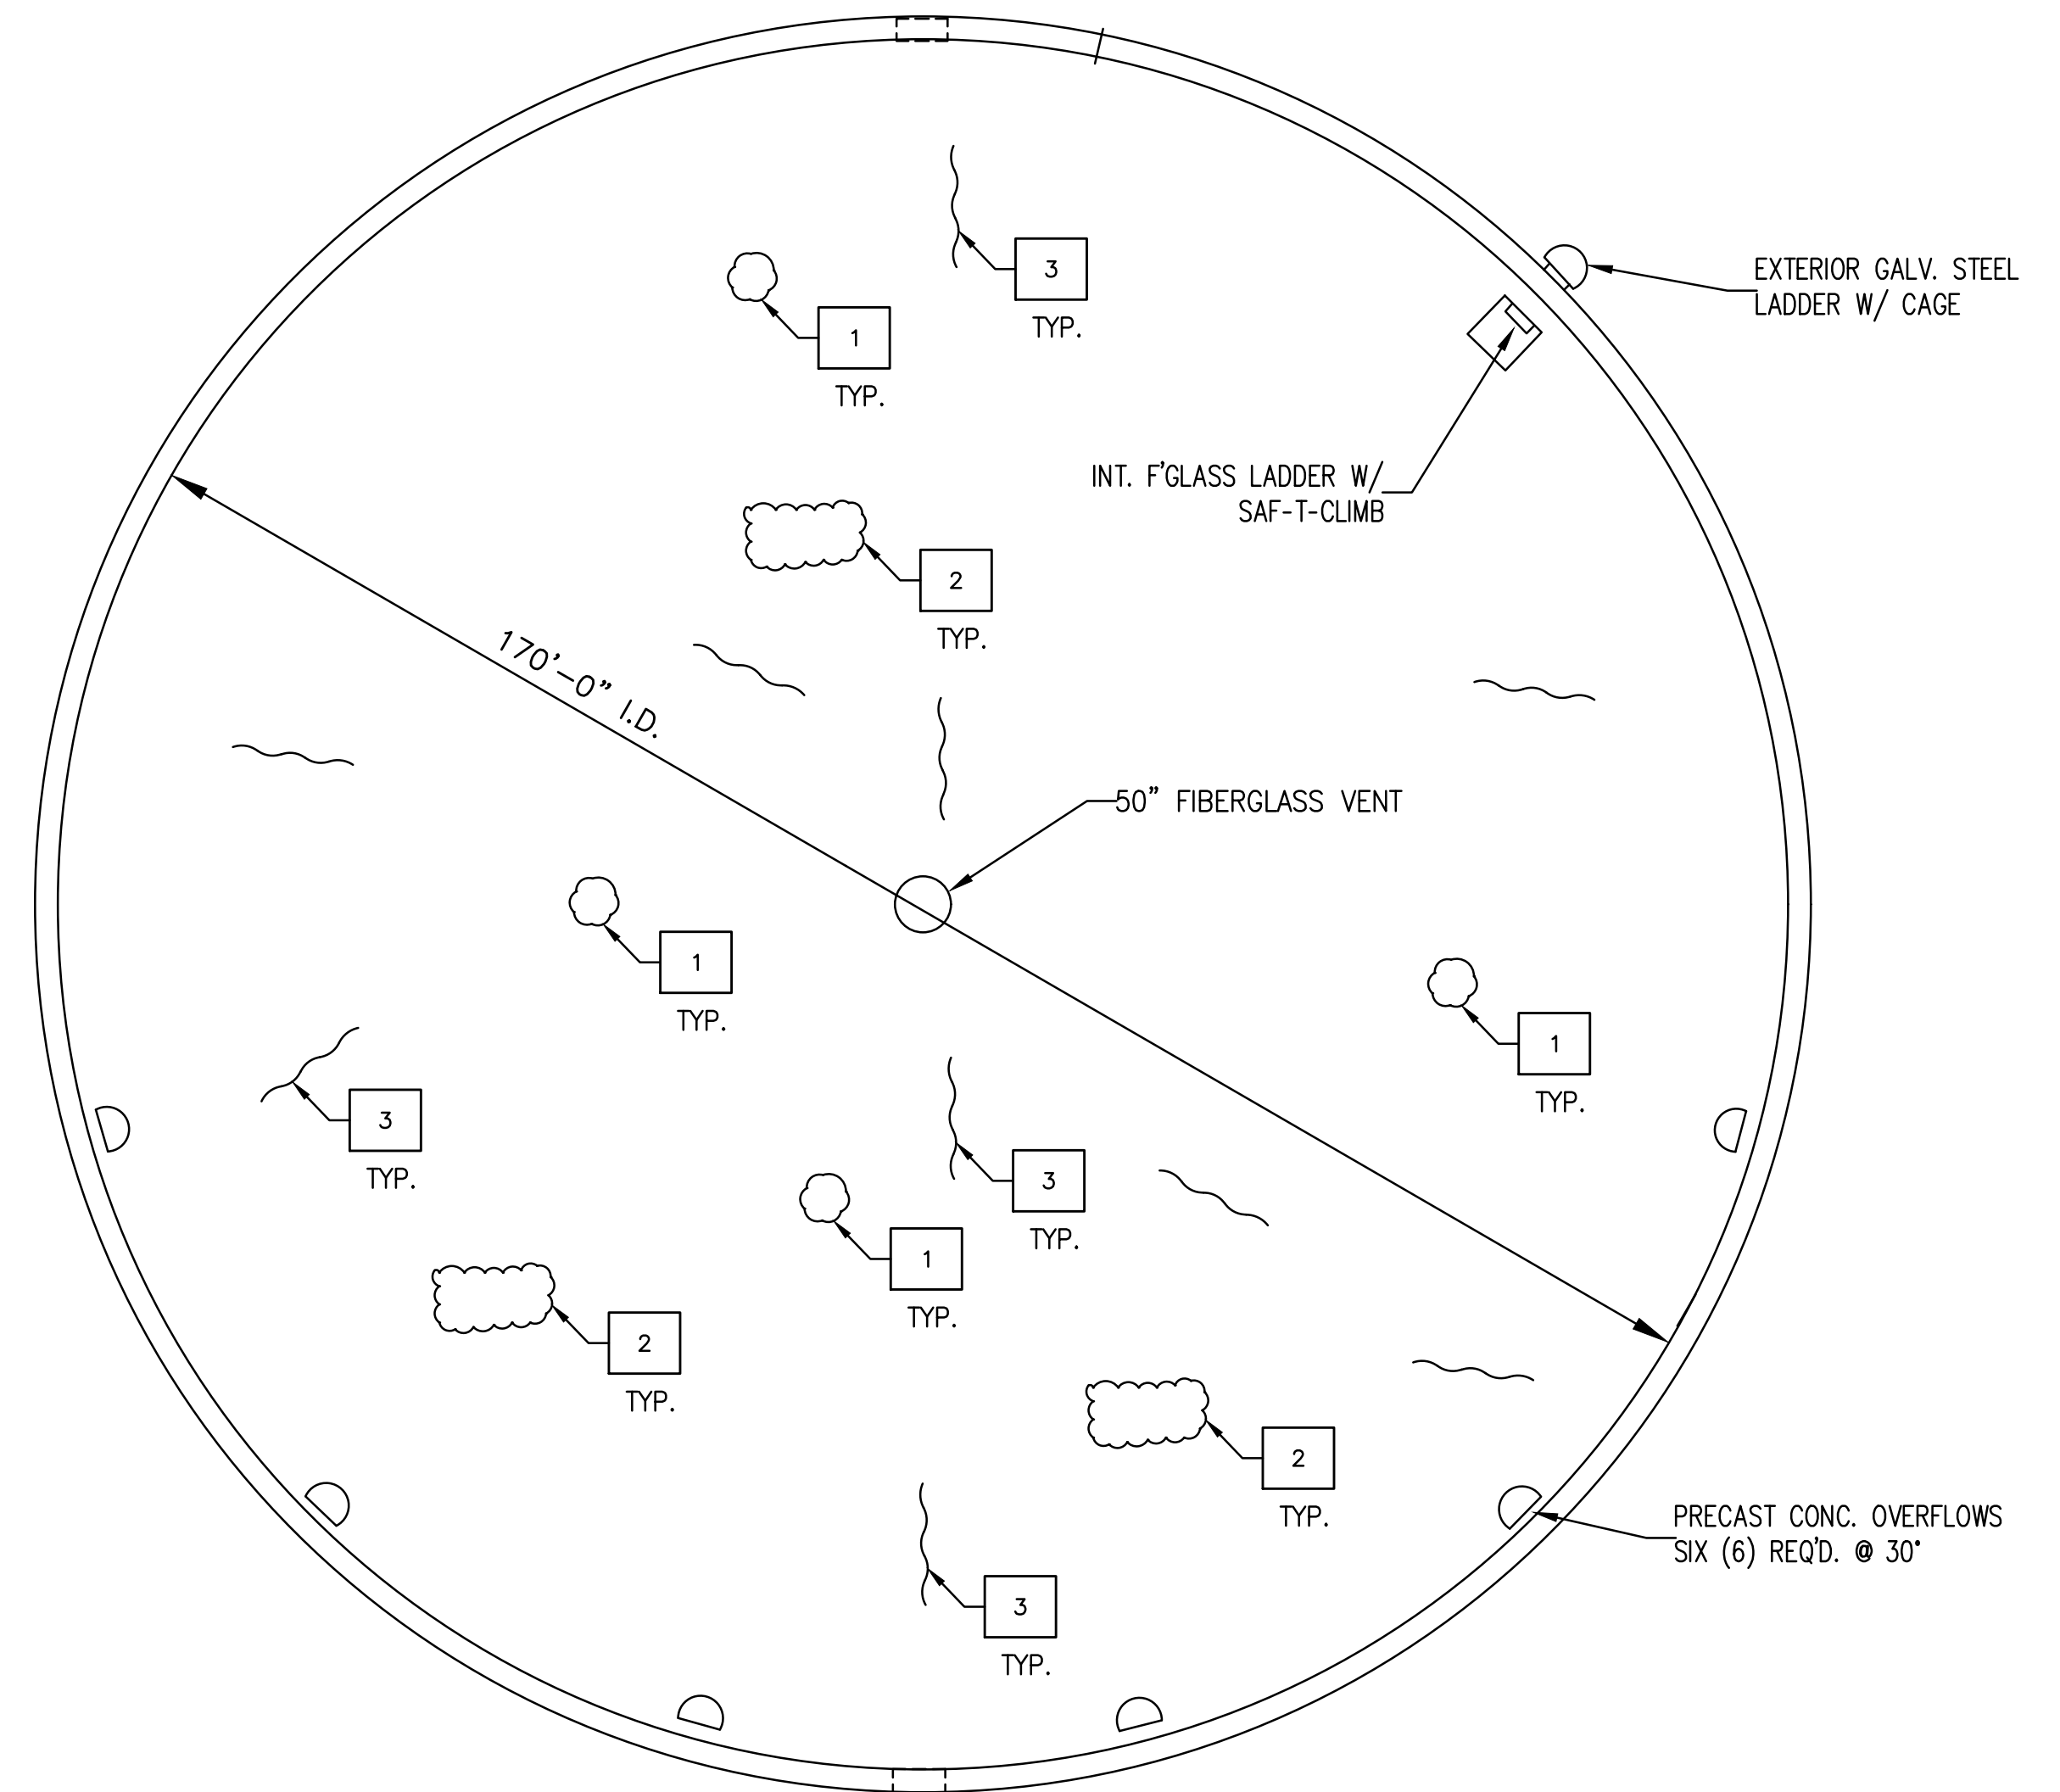 3
TYP.
EXTERIOR GALV. STEEL
LADDER W/ CAGE
1
TYP.
INT. F'GLASS LADDER W/
SAF-T-CLIMB
2
TYP.
170'-0" I.D.
50" FIBERGLASS VENT
1
TYP.
1
TYP.
3
TYP.
3
TYP.
1
TYP.
2
TYP.
2
TYP.
PRECAST CONC. OVERFLOWS
SIX (6) REQ'D. @ 30°
3
TYP.